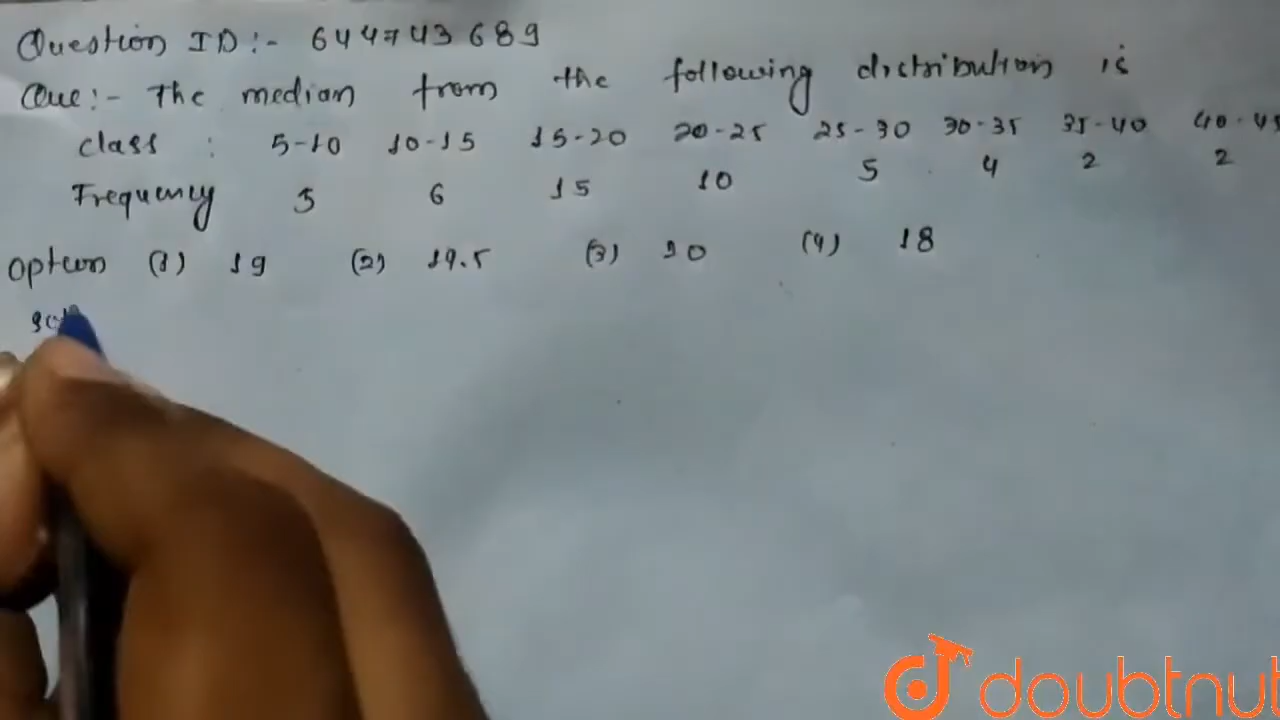 Question ID :- 644743689
Que :- The median from the following distribution is
class : 5-10 10-15 15-20 20-25 25-30 30-35 35-40 40-45
Frequency 5 6 15 10 5 4 2 2
option (1) 19 (2) 19.5 (3) 20 (4) 18
doubtnut